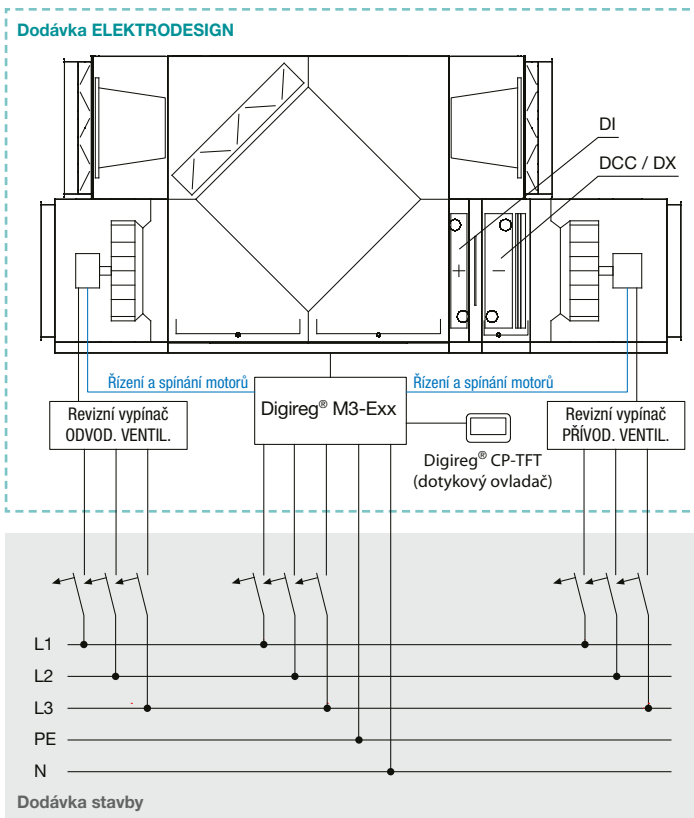 Dodávka ELEKTRODESIGN
DI
DCC / DX
+
−
Řízení a spínání motorů
Řízení a spínání motorů
Revizní vypínač
ODVOD. VENTIL.
Digireg® M3-Exx
Revizní vypínač
PŘÍVOD. VENTIL.
Digireg® CP-TFT
(dotykový ovladač)
L1
L2
L3
PE
N
Dodávka stavby